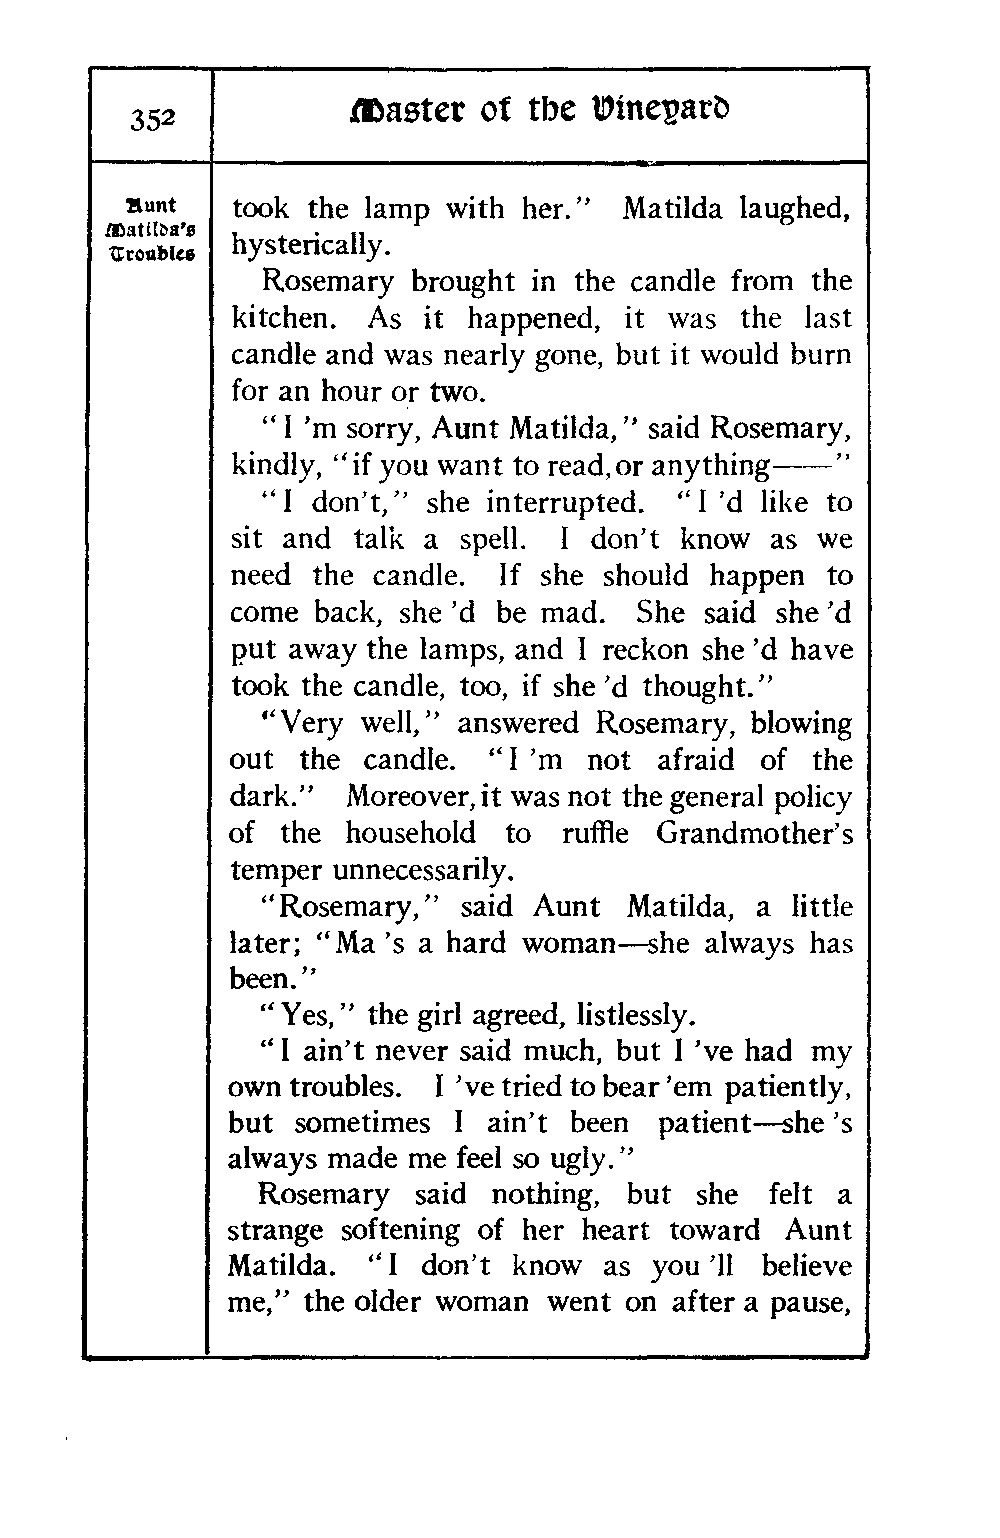 352
Master of the Vineyard
Aunt
Matilda's
Troubles
took the lamp with her." Matilda laughed,
hysterically.
Rosemary brought in the candle from the
kitchen. As it happened, it was the last
candle and was nearly gone, but it would burn
for an hour or two.
"I 'm sorry, Aunt Matilda," said Rosemary,
kindly, "if you want to read, or anything——"
"I don't," she interrupted. "I 'd like to
sit and talk a spell. I don't know as we
need the candle. If she should happen to
come back, she 'd be mad. She said she 'd
put away the lamps, and I reckon she 'd have
took the candle, too, if she 'd thought."
"Very well," answered Rosemary, blowing
out the candle. "I 'm not afraid of the
dark." Moreover, it was not the general policy
of the household to ruffle Grandmother's
temper unnecessarily.
"Rosemary," said Aunt Matilda, a little
later; "Ma 's a hard woman—she always has
been."
"Yes," the girl agreed, listlessly.
"I ain't never said much, but I 've had my
own troubles. I 've tried to bear 'em patiently,
but sometimes I ain't been patient—she 's
always made me feel so ugly."
Rosemary said nothing, but she felt a
strange softening of her heart toward Aunt
Matilda. "I don't know as you 'll believe
me," the older woman went on after a pause,